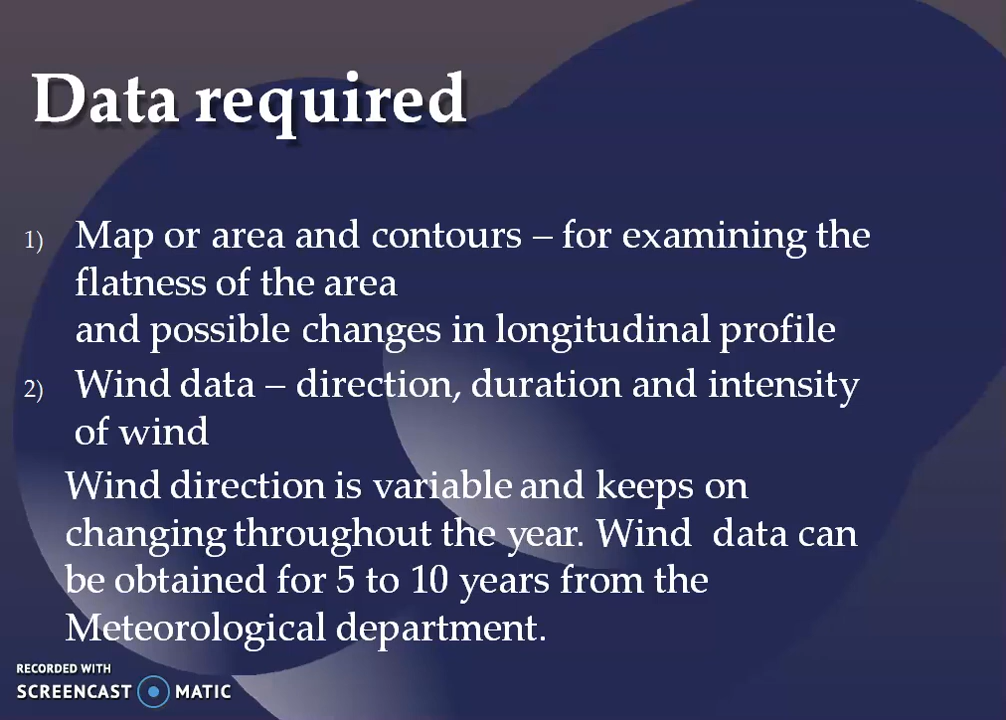 Data required
1) Map or area and contours – for examining the
flatness of the area
and possible changes in longitudinal profile
2) Wind data – direction, duration and intensity
of wind
Wind direction is variable and keeps on
changing throughout the year. Wind data can
be obtained for 5 to 10 years from the
Meteorological department.
RECORDED WITH
SCREENCAST MATIC